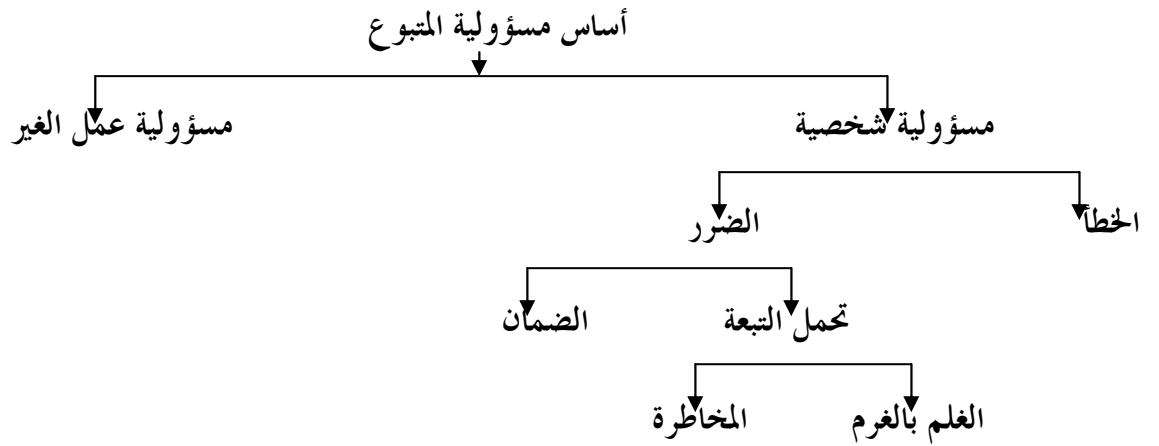 أساس مسؤولية المتبوع
مسؤولية شخصية مسؤولية عمل الغير
الخطأ الضرر
تحمل التبعة الضمان
الغلم بالغرم المخاطرة